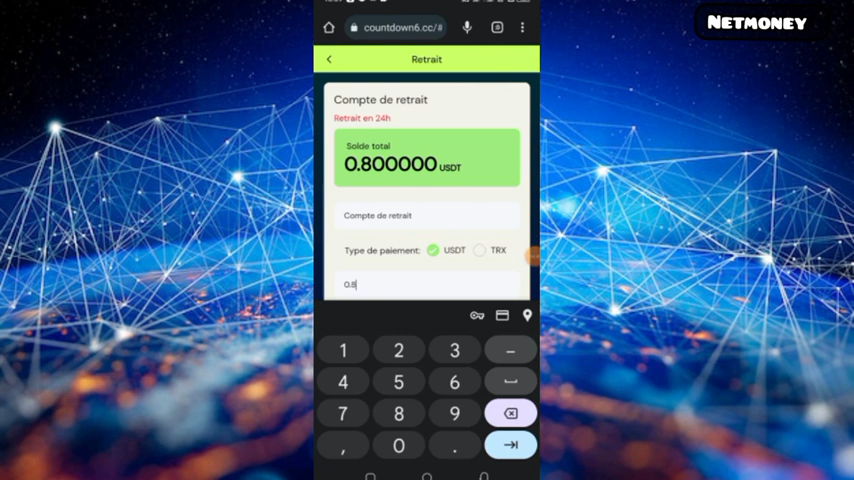 NETMONEY
countdown6.cc/#
Retrait
Compte de retrait
Retrait en 24h
Solde total
0.800000 USDT
Compte de retrait
Type de paiement: USDT TRX
0.8
1 2 3 –
4 5 6
7 8 9
, 0 .